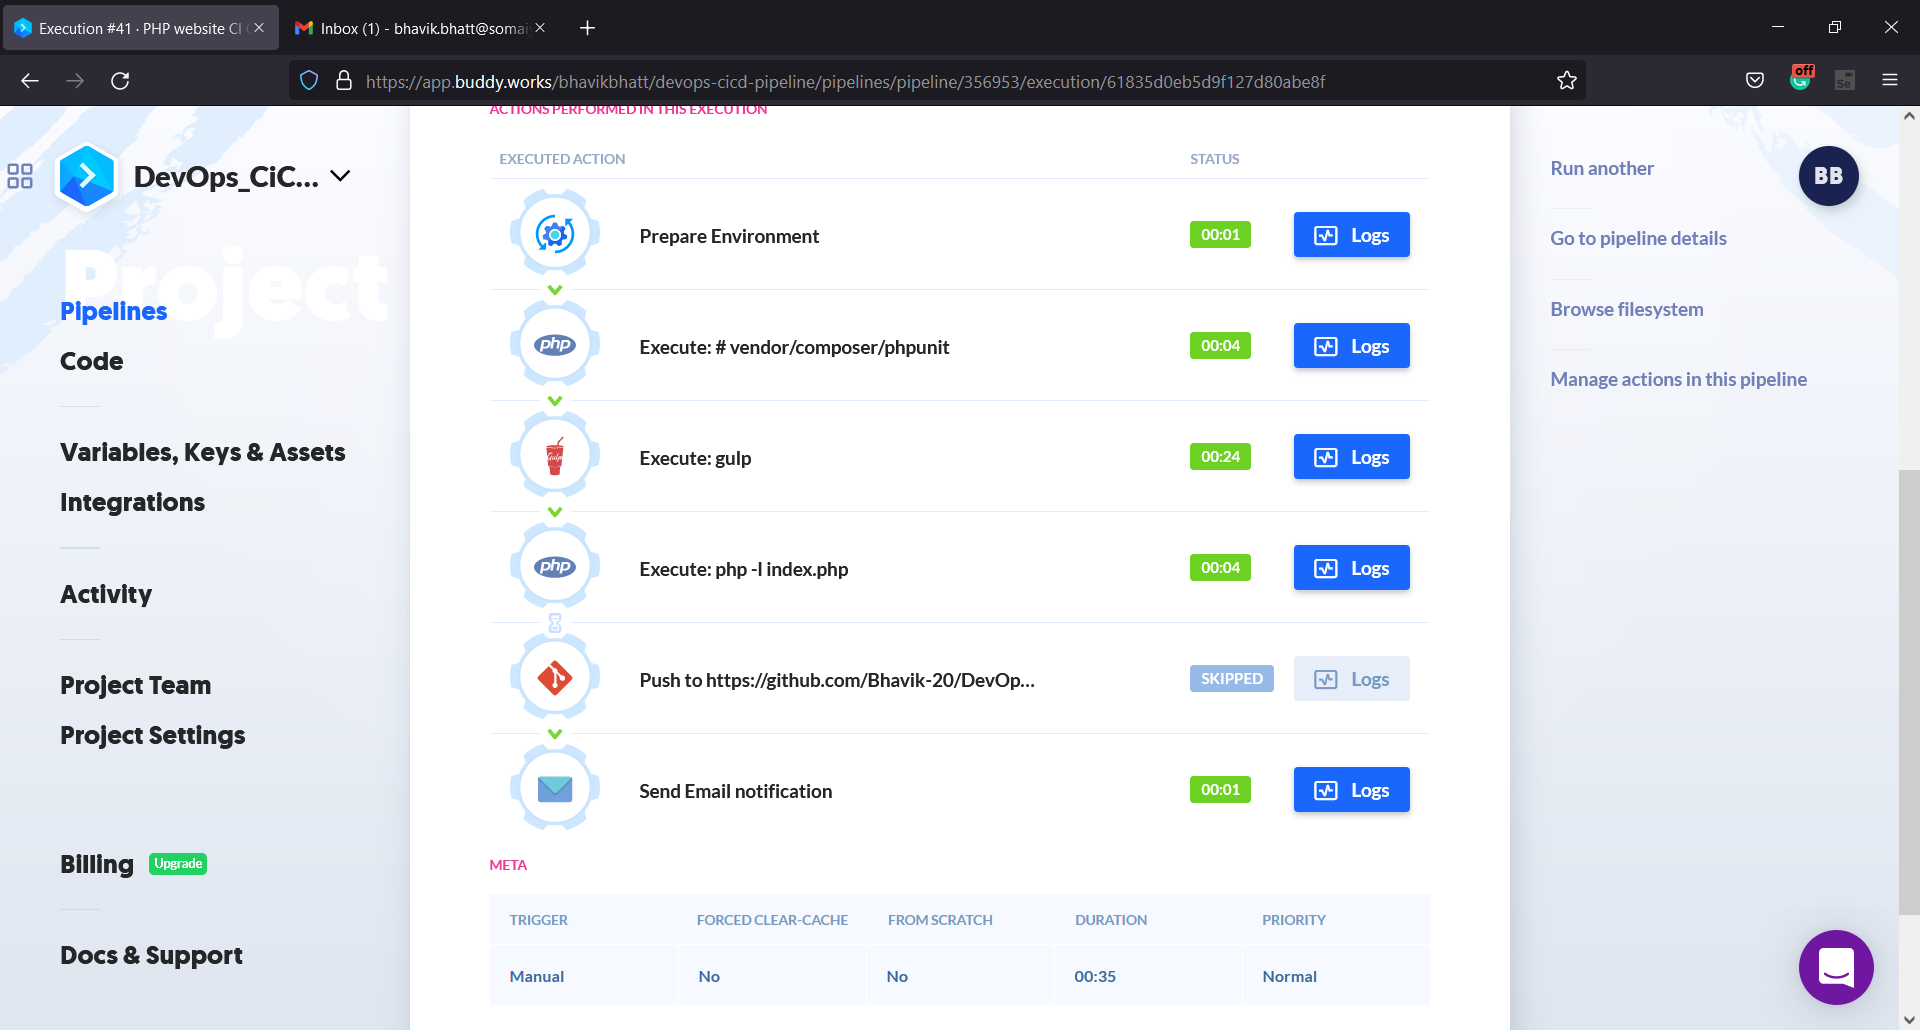 Execution #41 · PHP website CI
Inbox (1) - bhavik.bhatt@somai
https://app.buddy.works/bhavikbhatt/devops-cicd-pipeline/pipelines/pipeline/356953/execution/61835d0eb5d9f127d80abe8f
off
Se
DevOps_CiC...
Project
Pipelines
Code
Variables, Keys & Assets
Integrations
Activity
Project Team
Project Settings
Billing Upgrade
Docs & Support
ACTIONS PERFORMED IN THIS EXECUTION
EXECUTED ACTION STATUS
Prepare Environment 00:01 Logs
php Execute: # vendor/composer/phpunit 00:04 Logs
Gulp Execute: gulp 00:24 Logs
php Execute: php -l index.php 00:04 Logs
Push to https://github.com/Bhavik-20/DevOp... SKIPPED Logs
Send Email notification 00:01 Logs
META
TRIGGER FORCED CLEAR-CACHE FROM SCRATCH DURATION PRIORITY
Manual No No 00:35 Normal
Run another
Go to pipeline details
Browse filesystem
Manage actions in this pipeline
BB